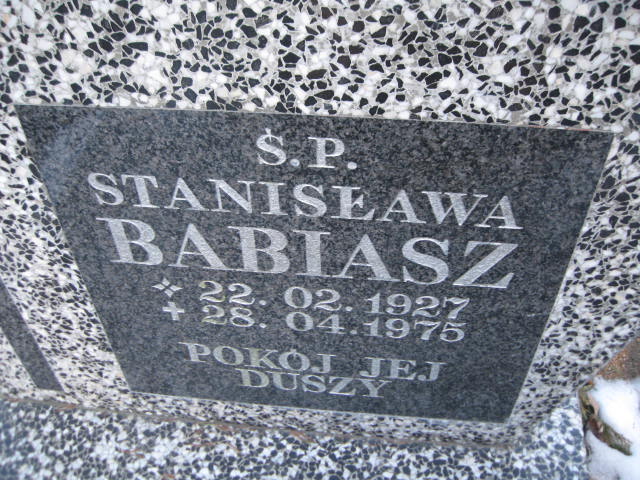 Ś.P.
STANISŁAWA
BABIASZ
22. 02. 1927
28. 04. 1975
POKÓJ JEJ
DUSZY